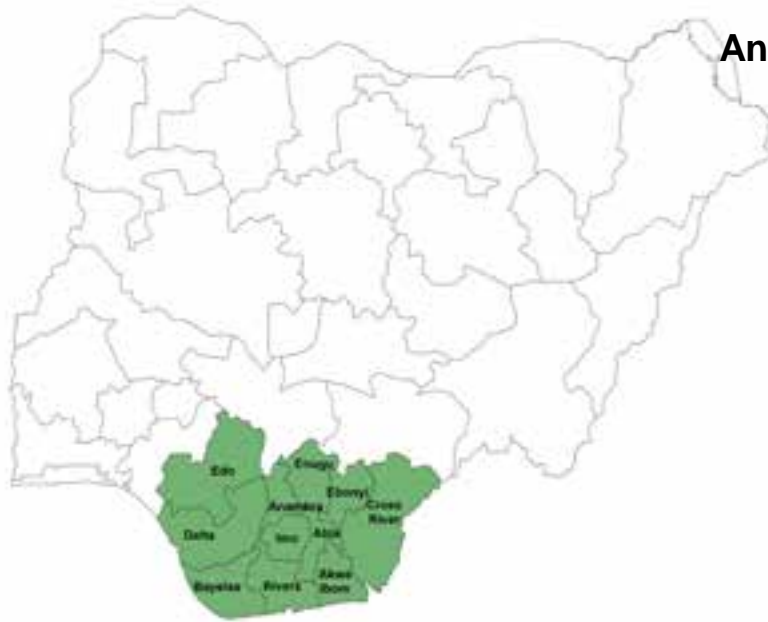 An
Edo
Enugu
Ebonyi
Anambra
Cross
River
Delta
Imo
Abia
Akwa
Ibom
Bayelsa
Rivers